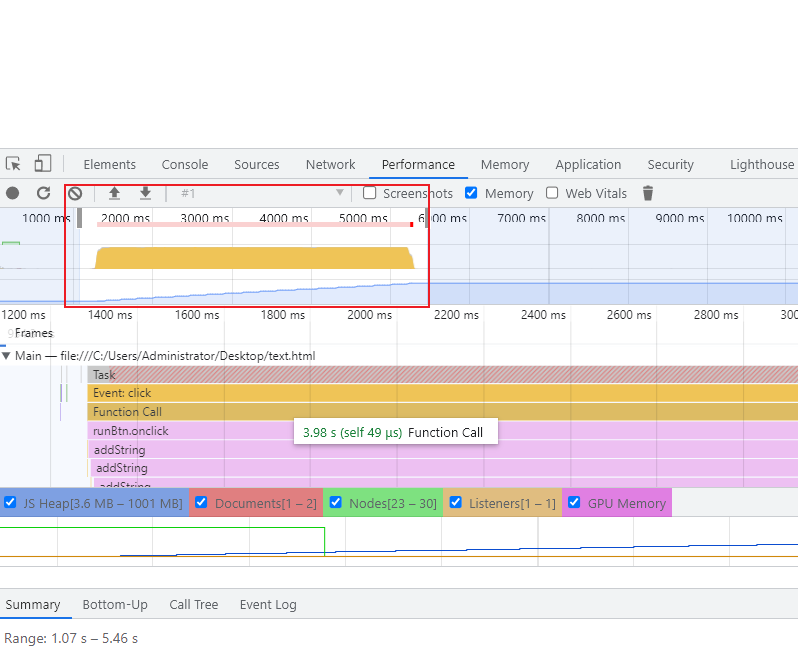 Elements Console Sources Network Performance Memory Application Security Lighthouse
#1 Screenshots Memory Web Vitals
1000 ms 2000 ms 3000 ms 4000 ms 5000 ms 6000 ms 7000 ms 8000 ms 9000 ms 10000 ms
1200 ms 1400 ms 1600 ms 1800 ms 2000 ms 2200 ms 2400 ms 2600 ms 2800 ms 300
Frames
Main — file:///C:/Users/Administrator/Desktop/text.html
Task
Event: click
Function Call
runBtn.onclick
3.98 s (self 49 μs) Function Call
addString
addString
addString
JS Heap[3.6 MB – 1001 MB] Documents[1 – 2] Nodes[23 – 30] Listeners[1 – 1] GPU Memory
Summary Bottom-Up Call Tree Event Log
Range: 1.07 s – 5.46 s